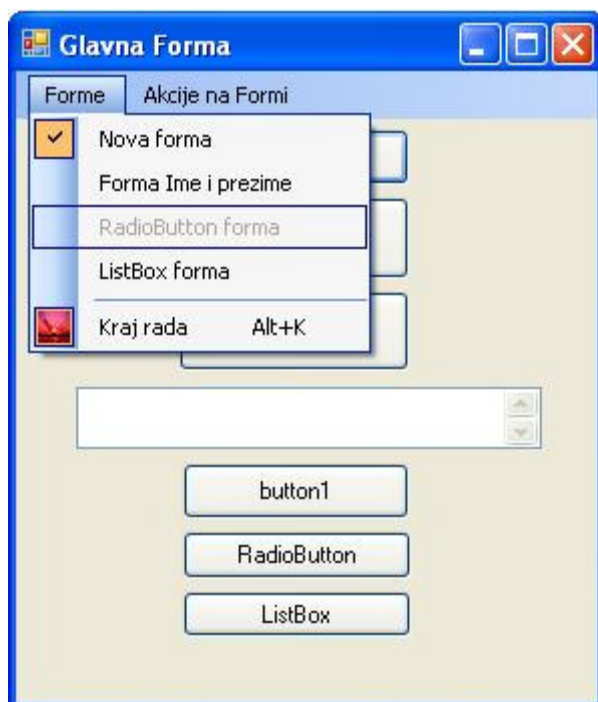 Glavna Forma
Forme Akcije na Formi
Nova forma
Forma Ime i prezime
RadioButton forma
ListBox forma
Kraj rada Alt+K
button1
RadioButton
ListBox